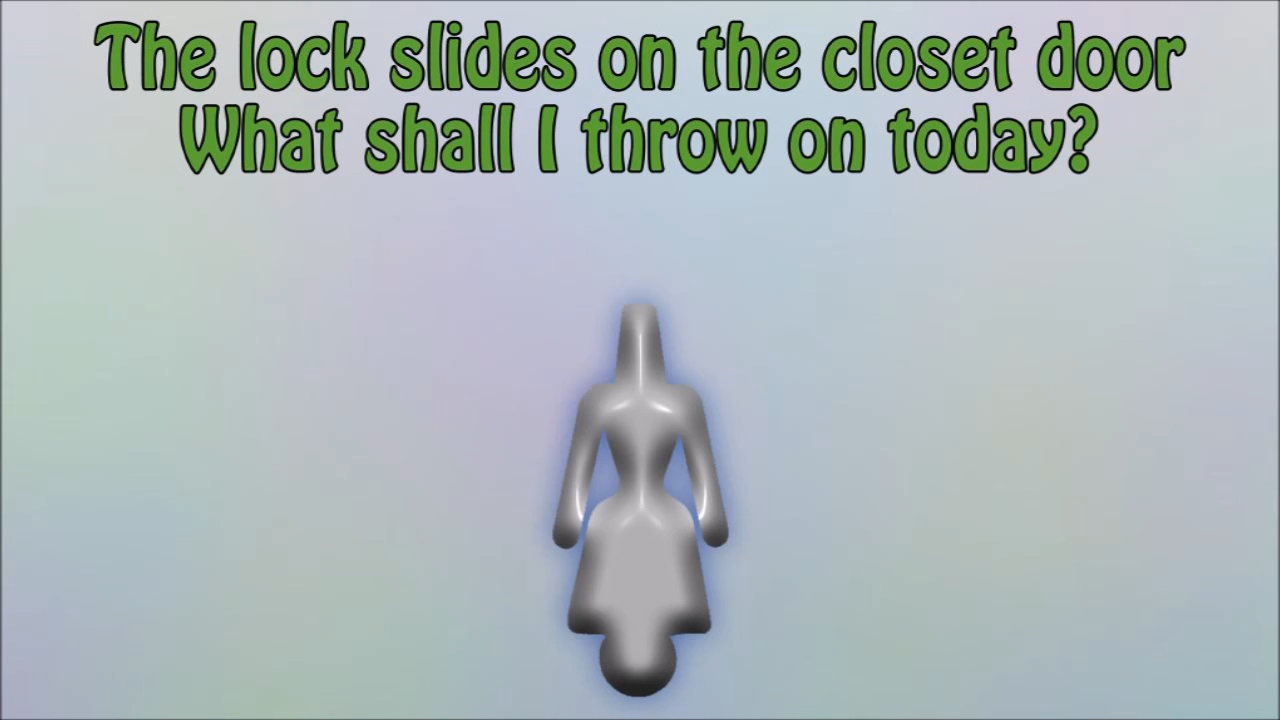 The lock slides on the closet door
What shall I throw on today?